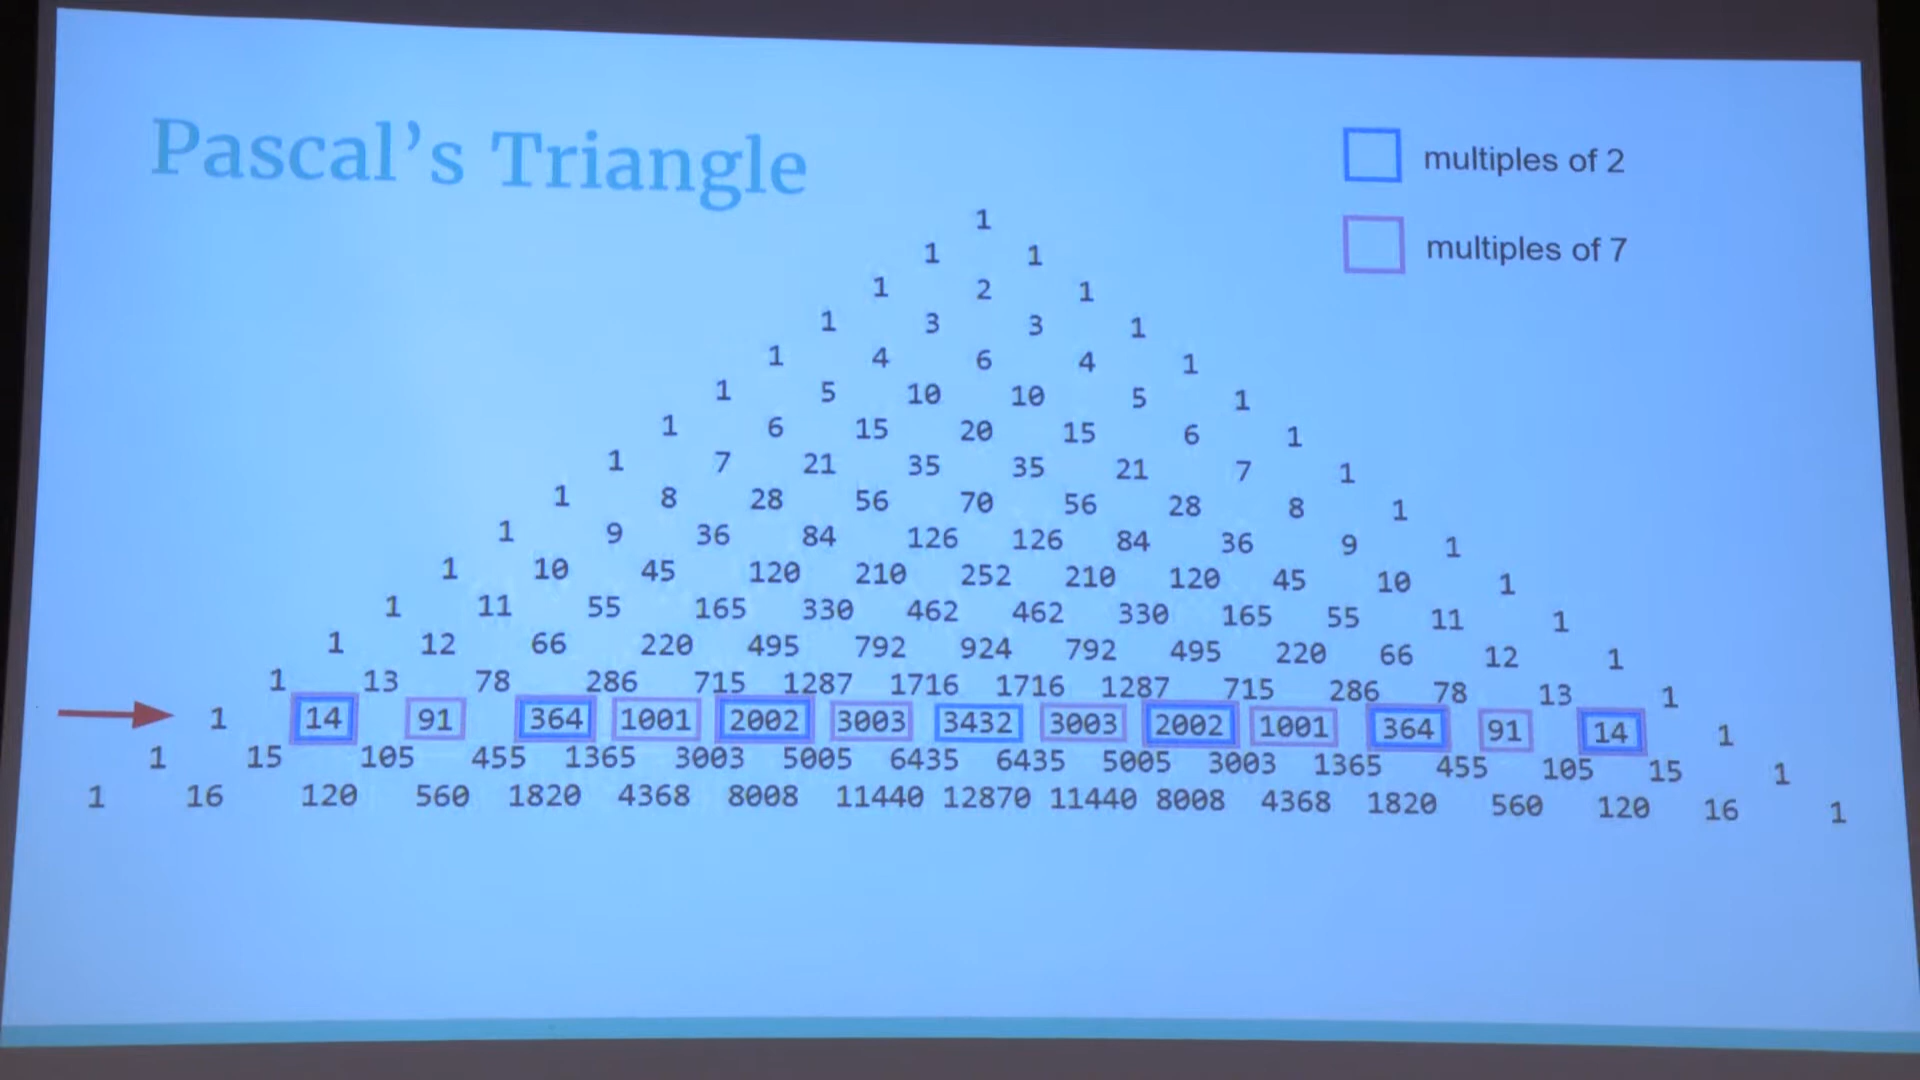 Pascal's Triangle
multiples of 2
multiples of 7
1
1 1
1 2 1
1 3 3 1
1 4 6 4 1
1 5 10 10 5 1
1 6 15 20 15 6 1
1 7 21 35 35 21 7 1
1 8 28 56 70 56 28 8 1
1 9 36 84 126 126 84 36 9 1
1 10 45 120 210 252 210 120 45 10 1
1 11 55 165 330 462 462 330 165 55 11 1
1 12 66 220 495 792 924 792 495 220 66 12 1
1 13 78 286 715 1287 1716 1716 1287 715 286 78 13 1
1 14 91 364 1001 2002 3003 3432 3003 2002 1001 364 91 14 1
1 15 105 455 1365 3003 5005 6435 6435 5005 3003 1365 455 105 15 1
1 16 120 560 1820 4368 8008 11440 12870 11440 8008 4368 1820 560 120 16 1